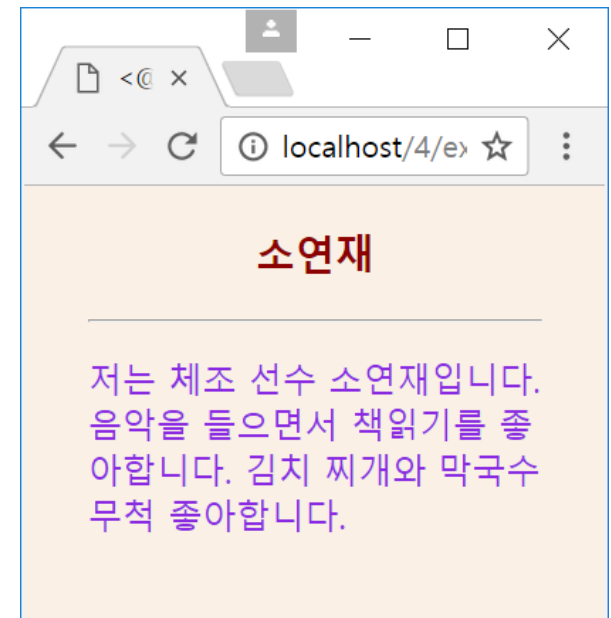 <@
localhost/4/ex
소연재
저는 체조 선수 소연재입니다.
음악을 들으면서 책읽기를 좋
아합니다. 김치 찌개와 막국수
무척 좋아합니다.